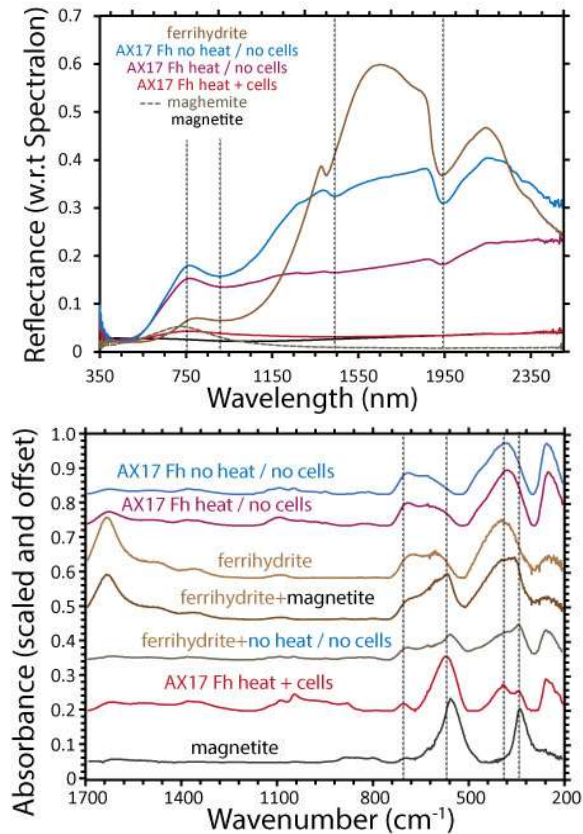 0.7
0.6
0.5
0.4
0.3
0.2
0.1
0
Reflectance (w.r.t Spectralon)
ferrihydrite
AX17 Fh no heat / no cells
AX17 Fh heat / no cells
AX17 Fh heat + cells
maghemite
magnetite
350 750 1150 1550 1950 2350
Wavelength (nm)
1.0
0.9
0.8
0.7
0.6
0.5
0.4
0.3
0.2
0.1
0
Absorbance (scaled and offset)
AX17 Fh no heat / no cells
AX17 Fh heat / no cells
ferrihydrite
ferrihydrite+magnetite
ferrihydrite+no heat / no cells
AX17 Fh heat + cells
magnetite
1700 1400 1100 800 500 200
Wavenumber (cm⁻¹)